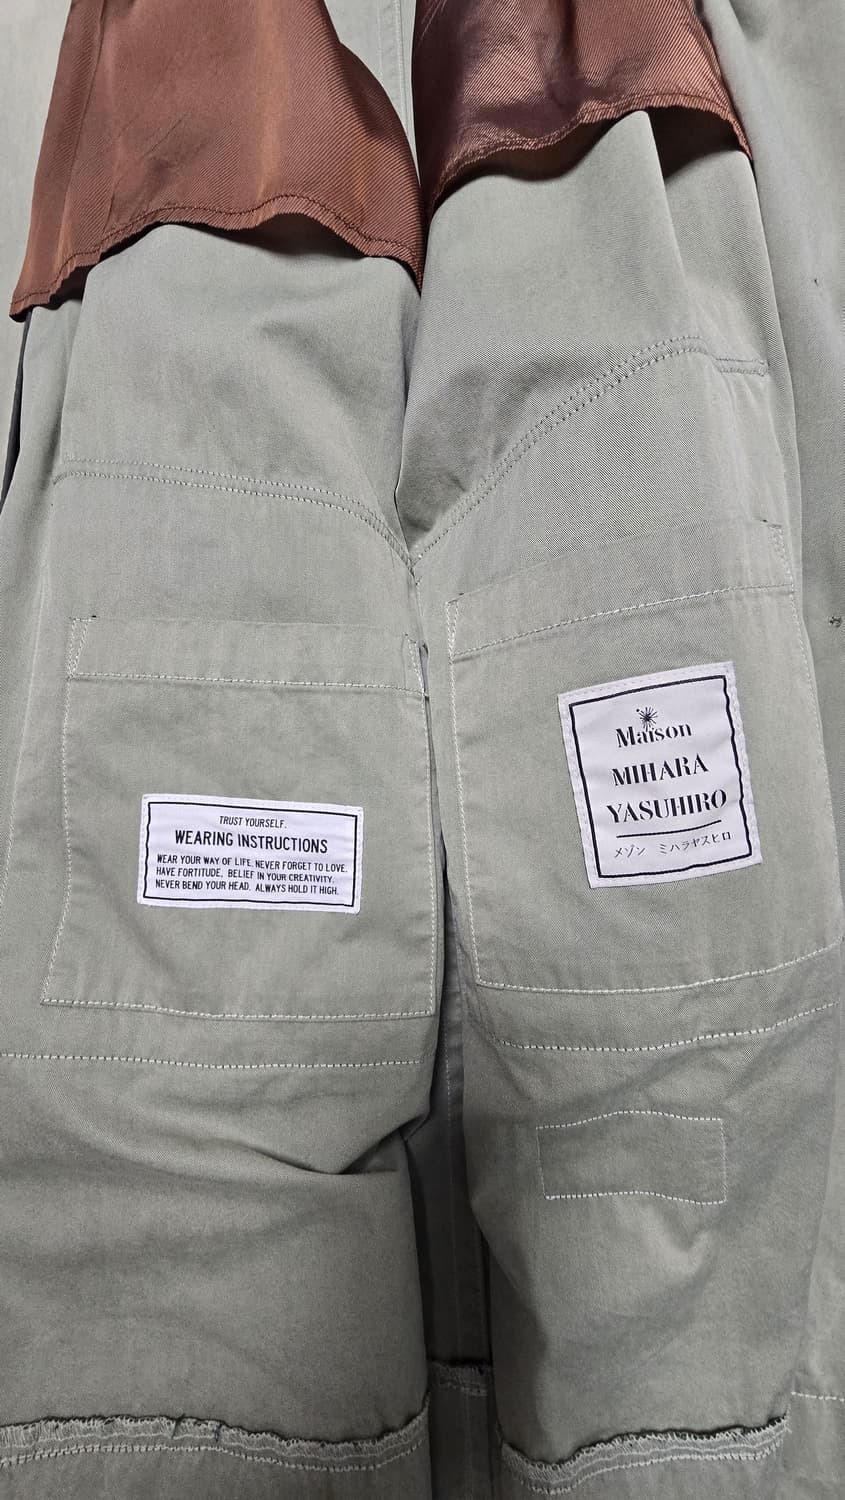 TRUST YOURSELF.
WEARING INSTRUCTIONS
WEAR YOUR WAY OF LIFE. NEVER FORGET TO LOVE.
HAVE FORTITUDE, BELIEF IN YOUR CREATIVITY.
NEVER BEND YOUR HEAD. ALWAYS HOLD IT HIGH.
Maison
MIHARA
YASUHIRO
メゾン ミハラヤスヒロ